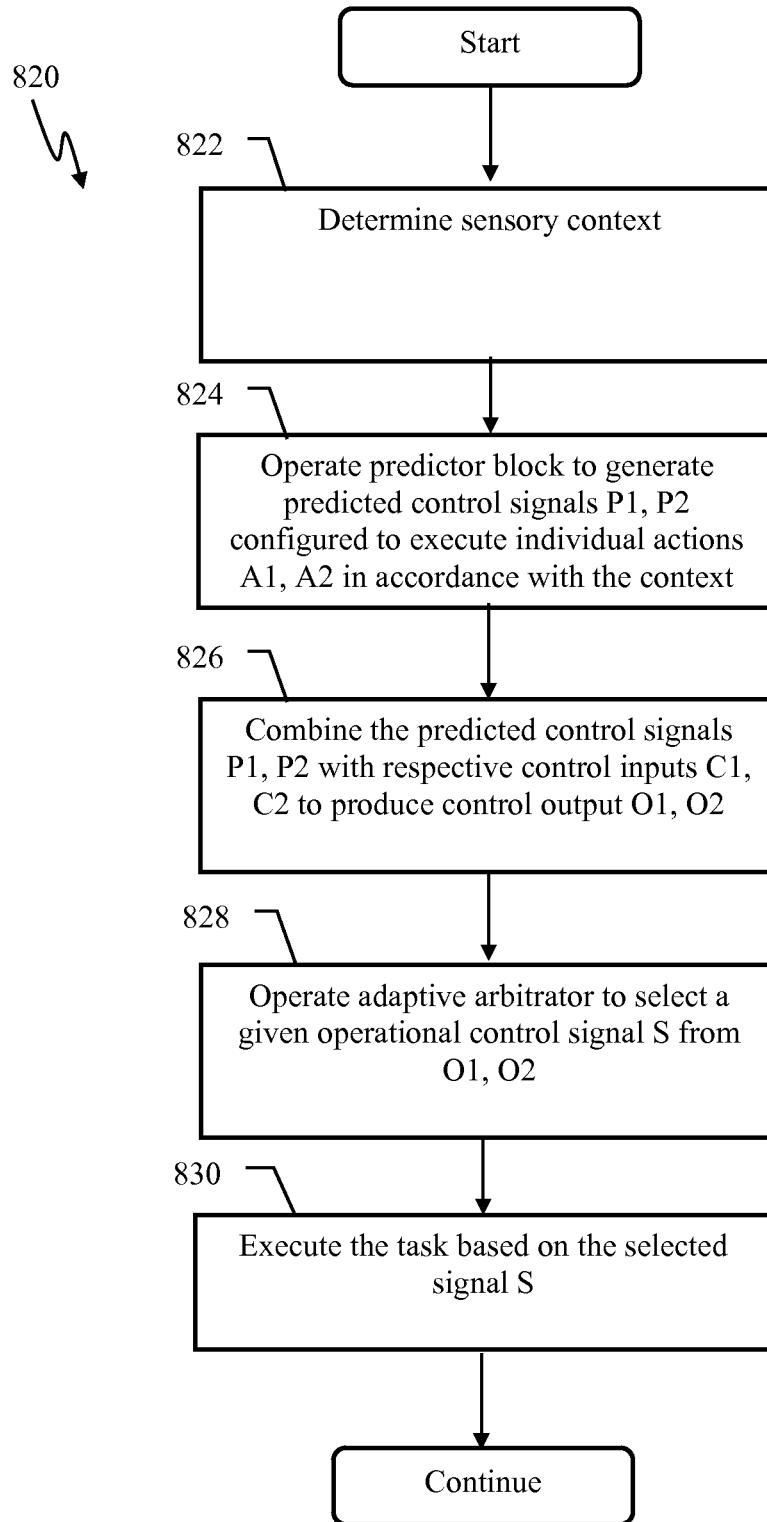 Start
820
822
Determine sensory context
824
Operate predictor block to generate
predicted control signals P1, P2
configured to execute individual actions
A1, A2 in accordance with the context
826
Combine the predicted control signals
P1, P2 with respective control inputs C1,
C2 to produce control output O1, O2
828
Operate adaptive arbitrator to select a
given operational control signal S from
O1, O2
830
Execute the task based on the selected
signal S
Continue